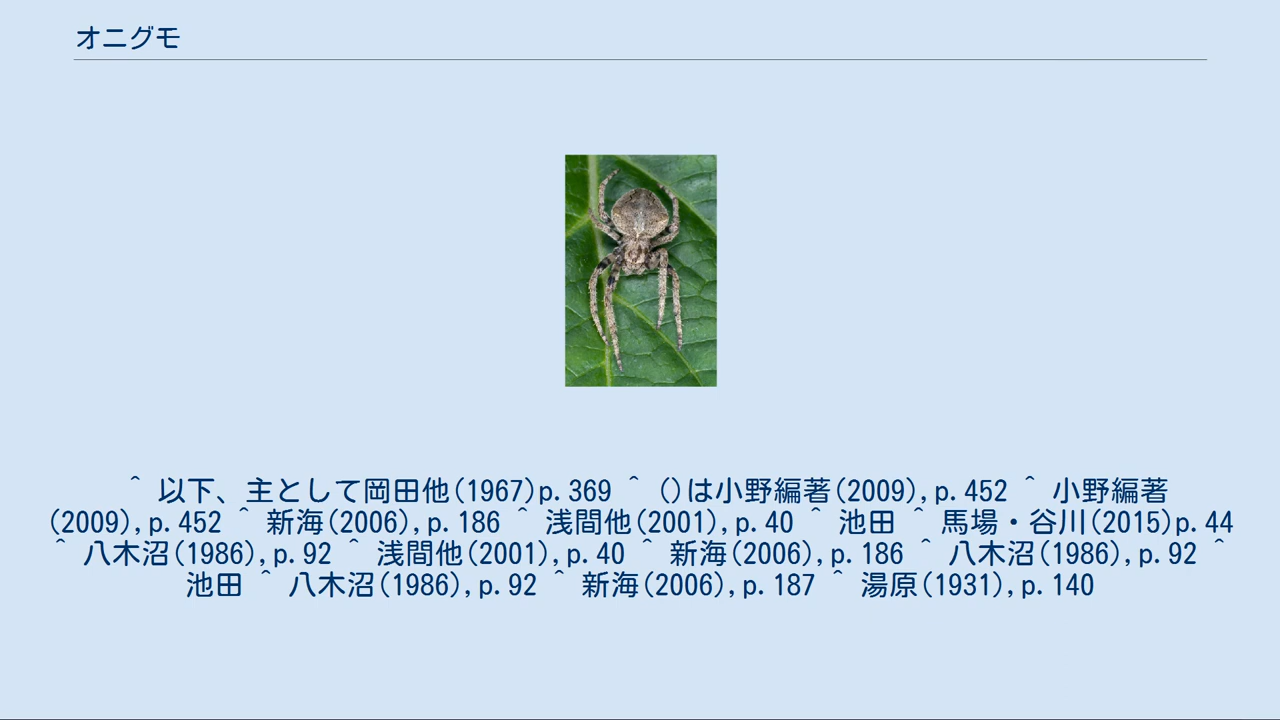 オニグモ
^ 以下、主として岡田他(1967)p.369 ^ ()は小野編著(2009),p.452 ^ 小野編著
(2009),p.452 ^ 新海(2006),p.186 ^ 浅間他(2001),p.40 ^ 池田 ^ 馬場・谷川(2015)p.44
^ 八木沼(1986),p.92 ^ 浅間他(2001),p.40 ^ 新海(2006),p.186 ^ 八木沼(1986),p.92 ^
池田 ^ 八木沼(1986),p.92 ^ 新海(2006),p.187 ^ 湯原(1931),p.140